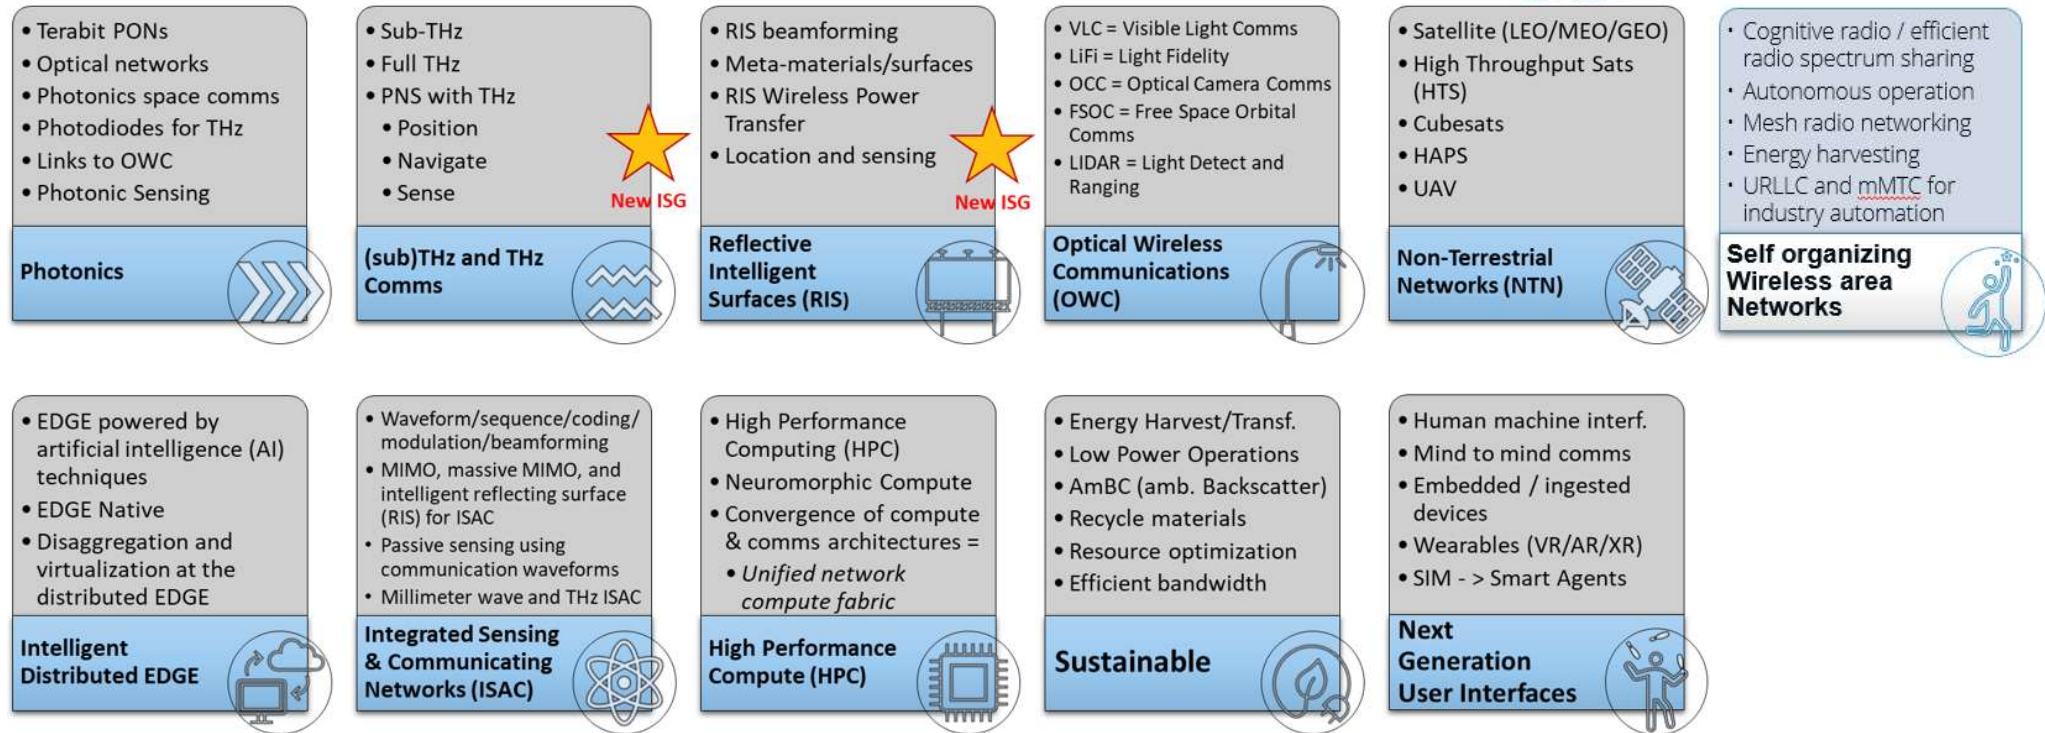 • Terabit PONs
• Optical networks
• Photonics space comms
• Photodiodes for THz
• Links to OWC
• Photonic Sensing
Photonics
• Sub-THz
• Full THz
• PNS with THz
• Position
• Navigate
• Sense
New ISG
(sub)THz and THz
Comms
• RIS beamforming
• Meta-materials/surfaces
• RIS Wireless Power
Transfer
• Location and sensing
New ISG
Reflective
Intelligent
Surfaces (RIS)
• VLC = Visible Light Comms
• LiFi = Light Fidelity
• OCC = Optical Camera Comms
• FSOC = Free Space Orbital
Comms
• LIDAR = Light Detect and
Ranging
Optical Wireless
Communications
(OWC)
• Satellite (LEO/MEO/GEO)
• High Throughput Sats
(HTS)
• Cubesats
• HAPS
• UAV
Non-Terrestrial
Networks (NTN)
• Cognitive radio / efficient
radio spectrum sharing
• Autonomous operation
• Mesh radio networking
• Energy harvesting
• URLLC and mMTC for
industry automation
Self organizing
Wireless area
Networks
• EDGE powered by
artificial intelligence (AI)
techniques
• EDGE Native
• Disaggregation and
virtualization at the
distributed EDGE
Intelligent
Distributed EDGE
• Waveform/sequence/coding/
modulation/beamforming
• MIMO, massive MIMO, and
intelligent reflecting surface
(RIS) for ISAC
• Passive sensing using
communication waveforms
• Millimeter wave and THz ISAC
Integrated Sensing
& Communicating
Networks (ISAC)
• High Performance
Computing (HPC)
• Neuromorphic Compute
• Convergence of compute
& comms architectures =
• Unified network
compute fabric
High Performance
Compute (HPC)
• Energy Harvest/Transf.
• Low Power Operations
• AmBC (amb. Backscatter)
• Recycle materials
• Resource optimization
• Efficient bandwidth
Sustainable
• Human machine interf.
• Mind to mind comms
• Embedded / ingested
devices
• Wearables (VR/AR/XR)
• SIM - > Smart Agents
Next
Generation
User Interfaces